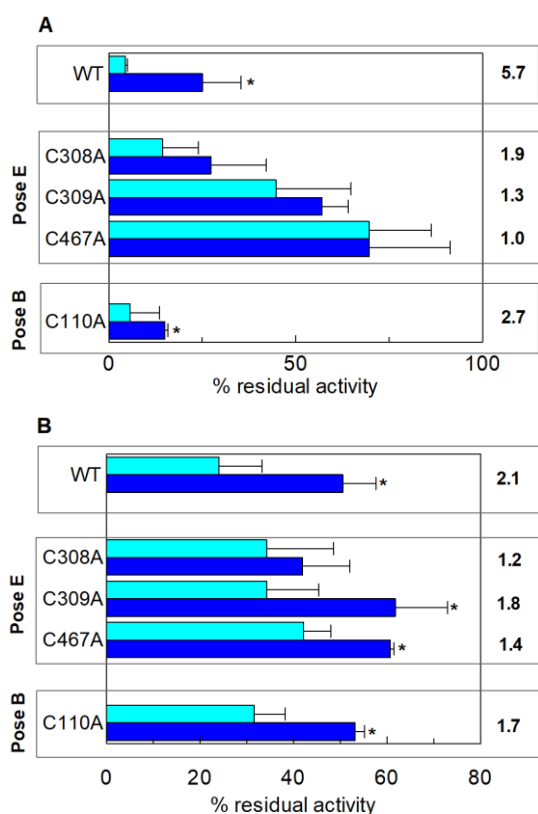 A
WT
*
5.7
Pose E
C308A
1.9
C309A
1.3
C467A
1.0
Pose B
C110A
*
2.7
0 50 100
% residual activity
B
WT
*
2.1
Pose E
C308A
1.2
C309A
*
1.8
C467A
*
1.4
Pose B
C110A
*
1.7
0 20 40 60 80
% residual activity